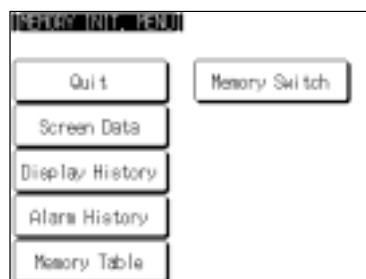 [MEMORY INIT. MENU]
Quit
Memory Switch
Screen Data
Display History
Alarm History
Memory Table